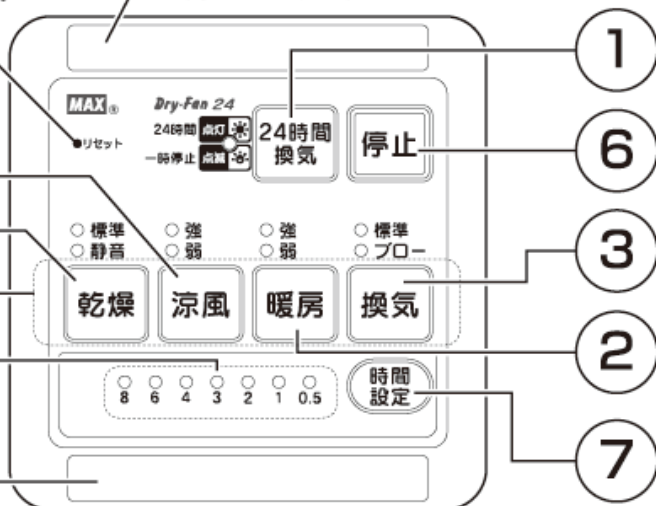 MAX®
Dry-Fan 24
24時間 点灯
一時停止 点滅
●リセット
24時間
換気
停止
標準
静音
強
弱
強
弱
標準
ブロー
乾燥
涼風
暖房
換気
8 6 4 3 2 1 0.5
時間
設定
1
6
3
2
7